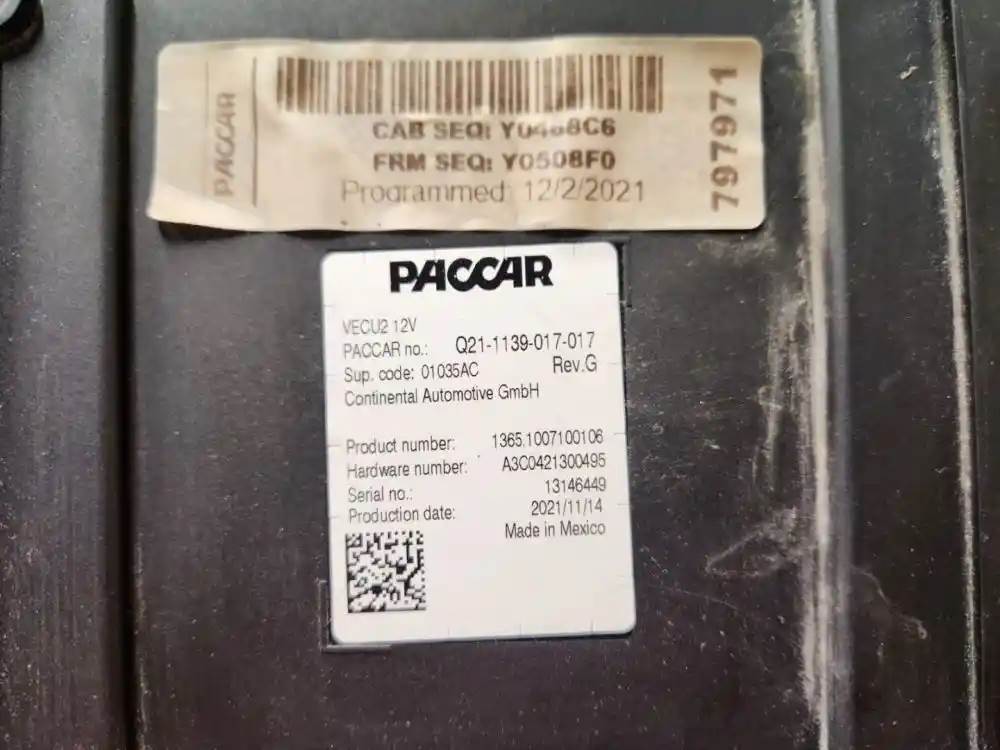 PACCAR
CAB SEQ: Y0468C6
FRM SEQ: Y0508F0
Programmed: 12/2/2021
797971
PACCAR
VECU2 12V
PACCAR no.: Q21-1139-017-017
Sup. code: 01035AC Rev.G
Continental Automotive GmbH
Product number: 1365.1007100106
Hardware number: A3C0421300495
Serial no.: 13146449
Production date: 2021/11/14
Made in Mexico